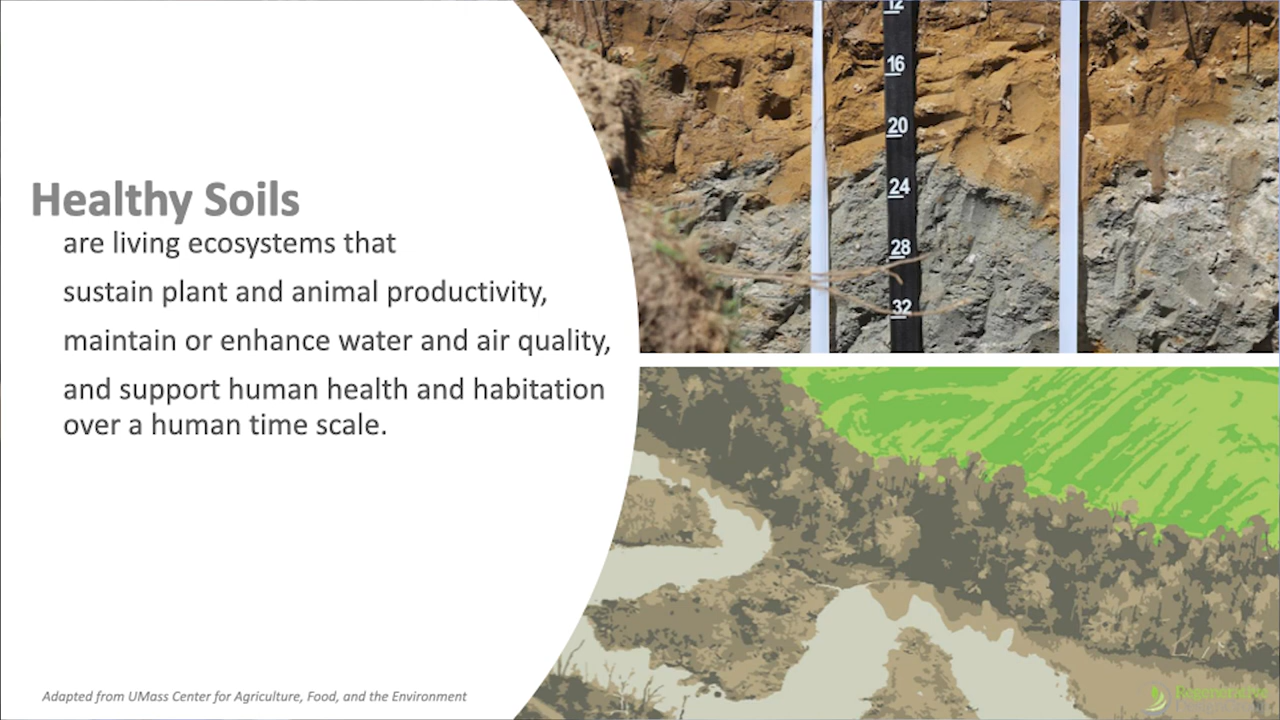 Healthy Soils
are living ecosystems that
sustain plant and animal productivity,
maintain or enhance water and air quality,
and support human health and habitation
over a human time scale.
Adapted from UMass Center for Agriculture, Food, and the Environment
12
16
20
24
28
32